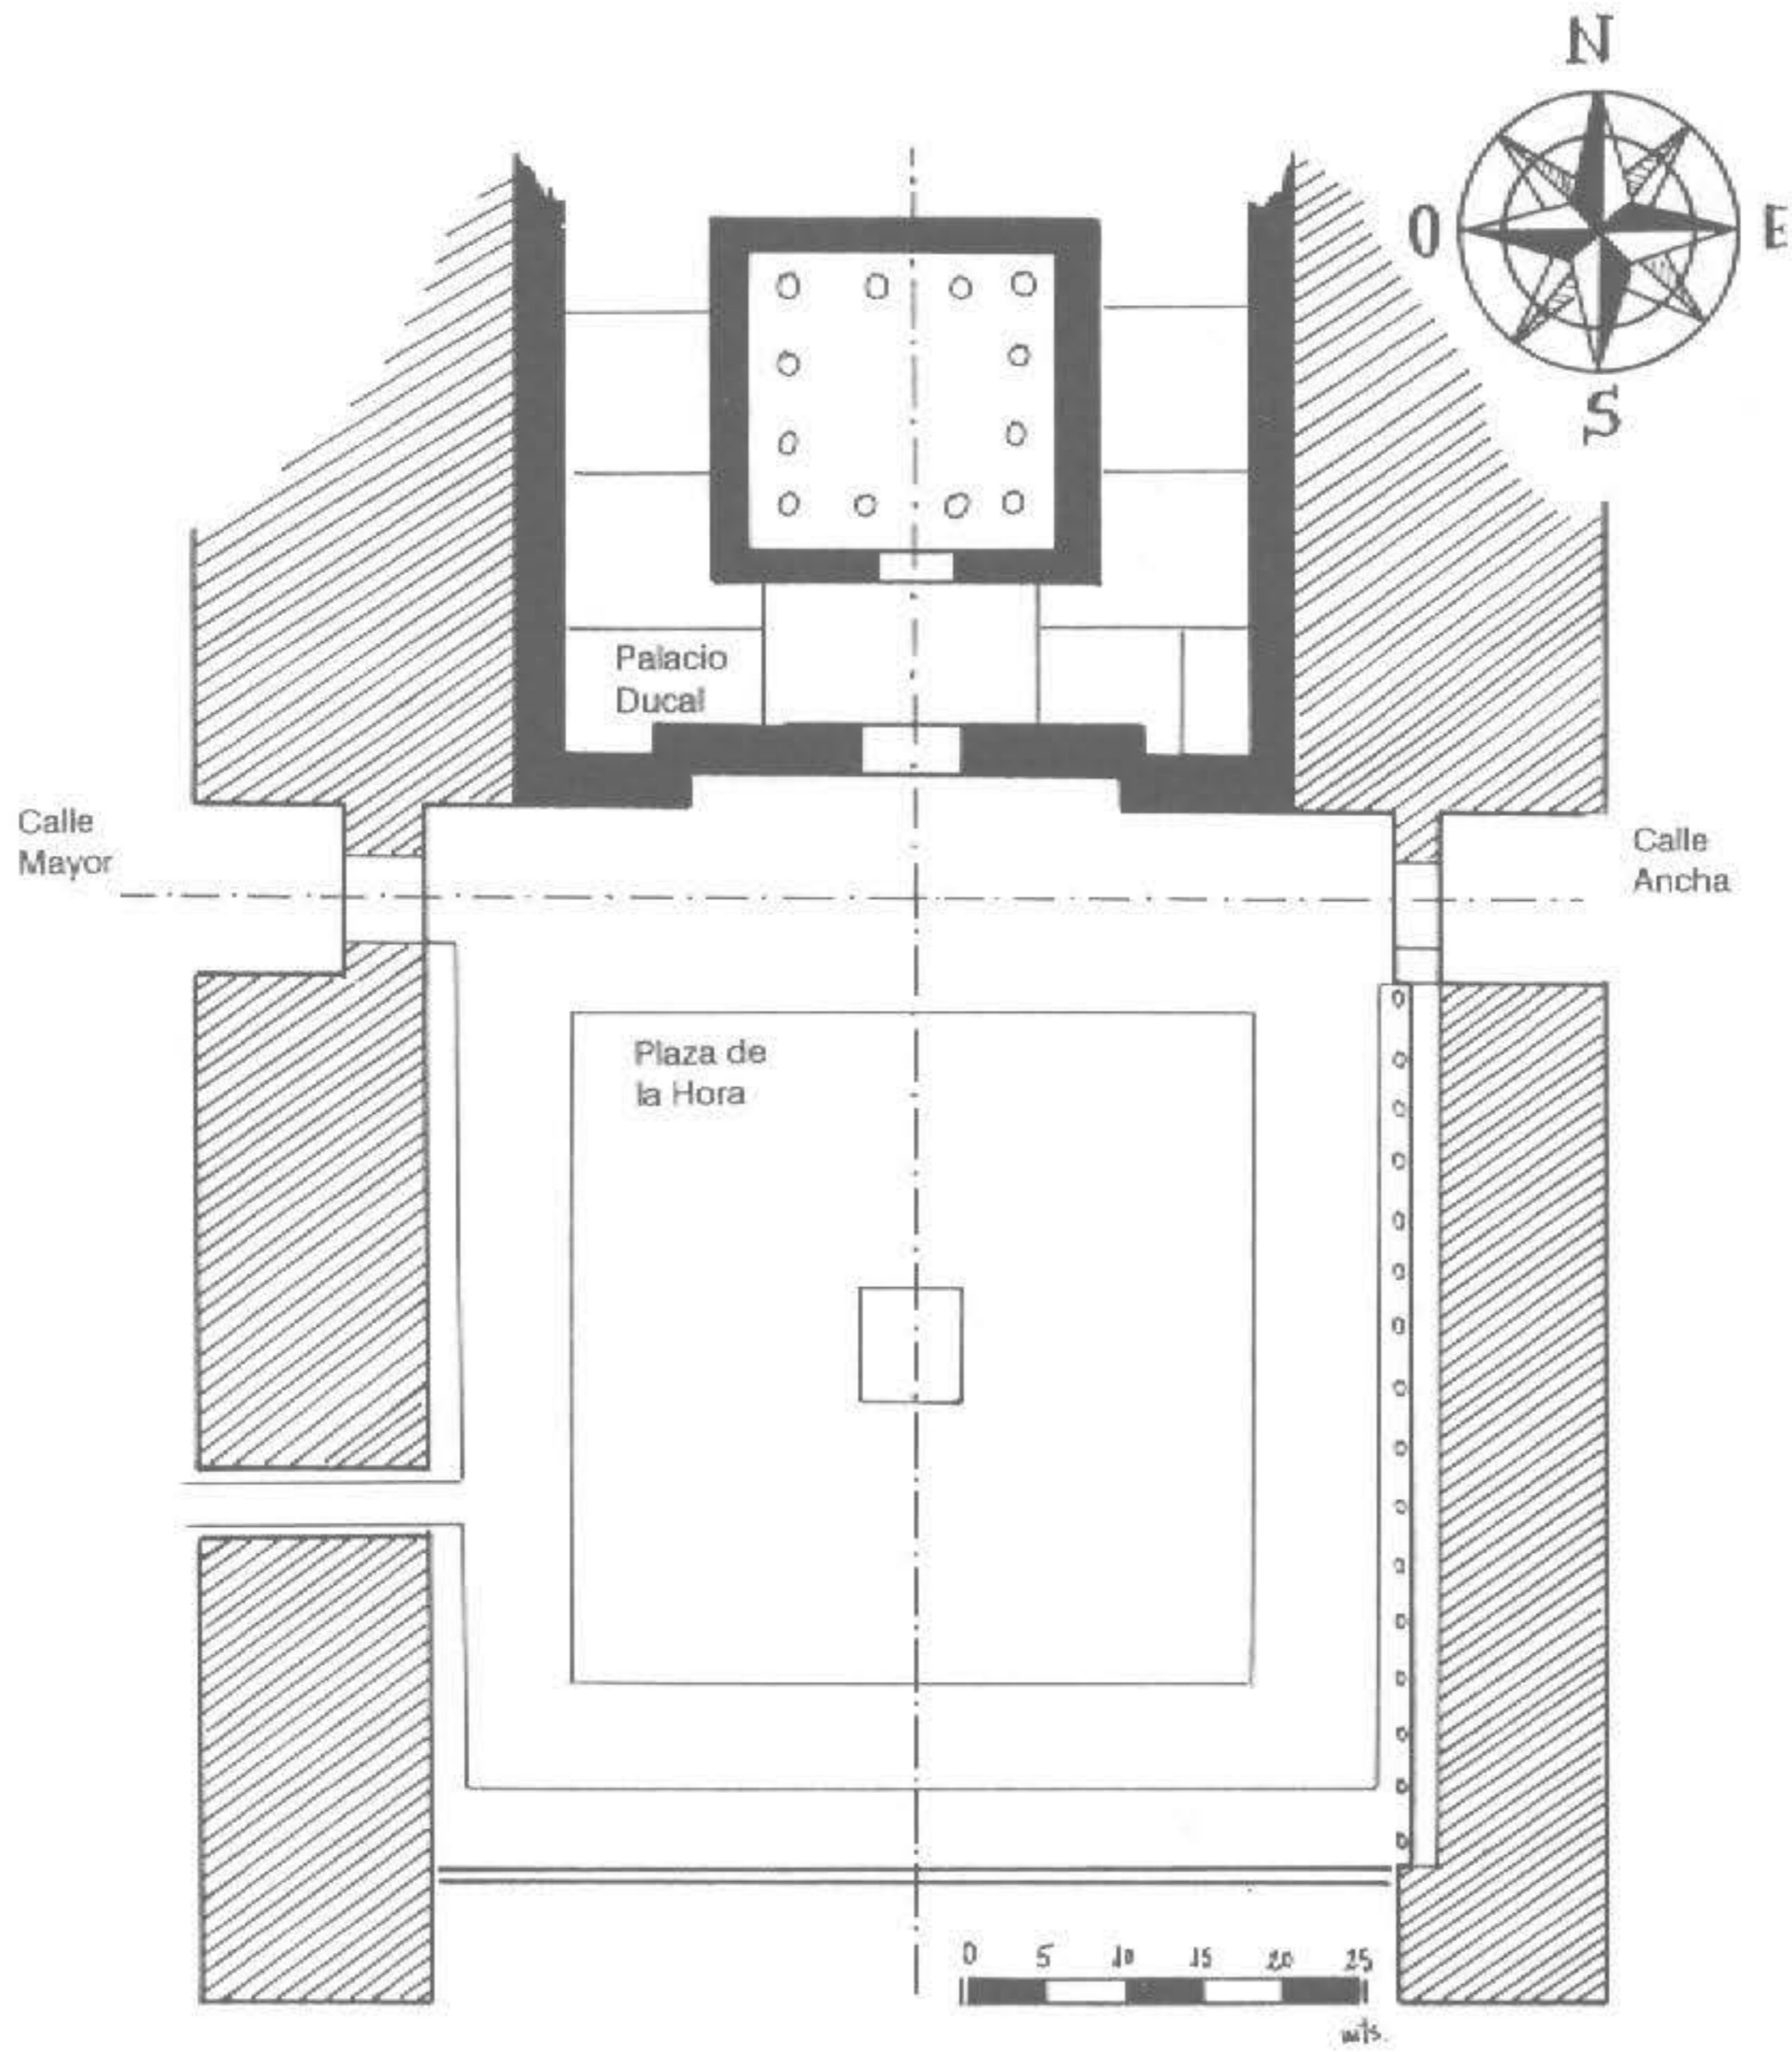 N
O
E
S
Palacio
Ducal
Calle
Mayor
Calle
Ancha
Plaza de
la Hora
0 5 10 15 20 25
mts.